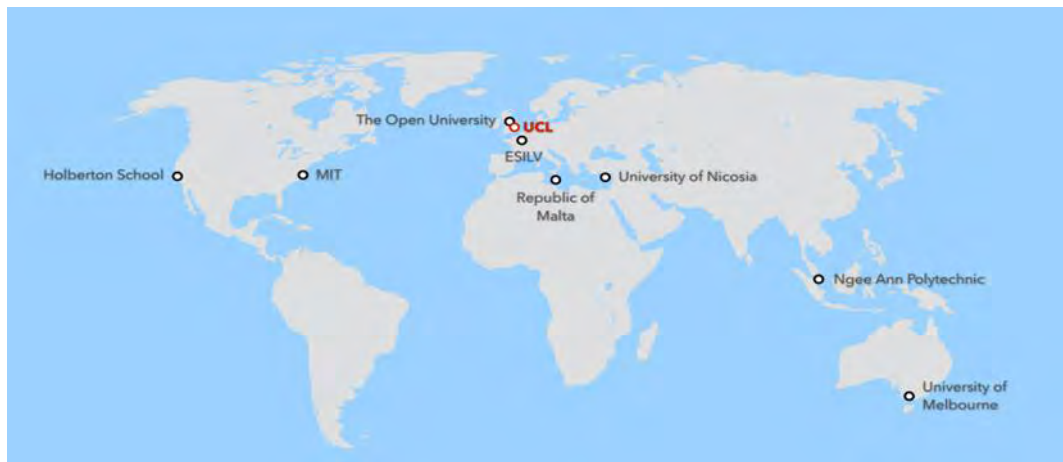 The Open University
UCL
ESILV
Holberton School
MIT
University of Nicosia
Republic of
Malta
Ngee Ann Polytechnic
University of
Melbourne